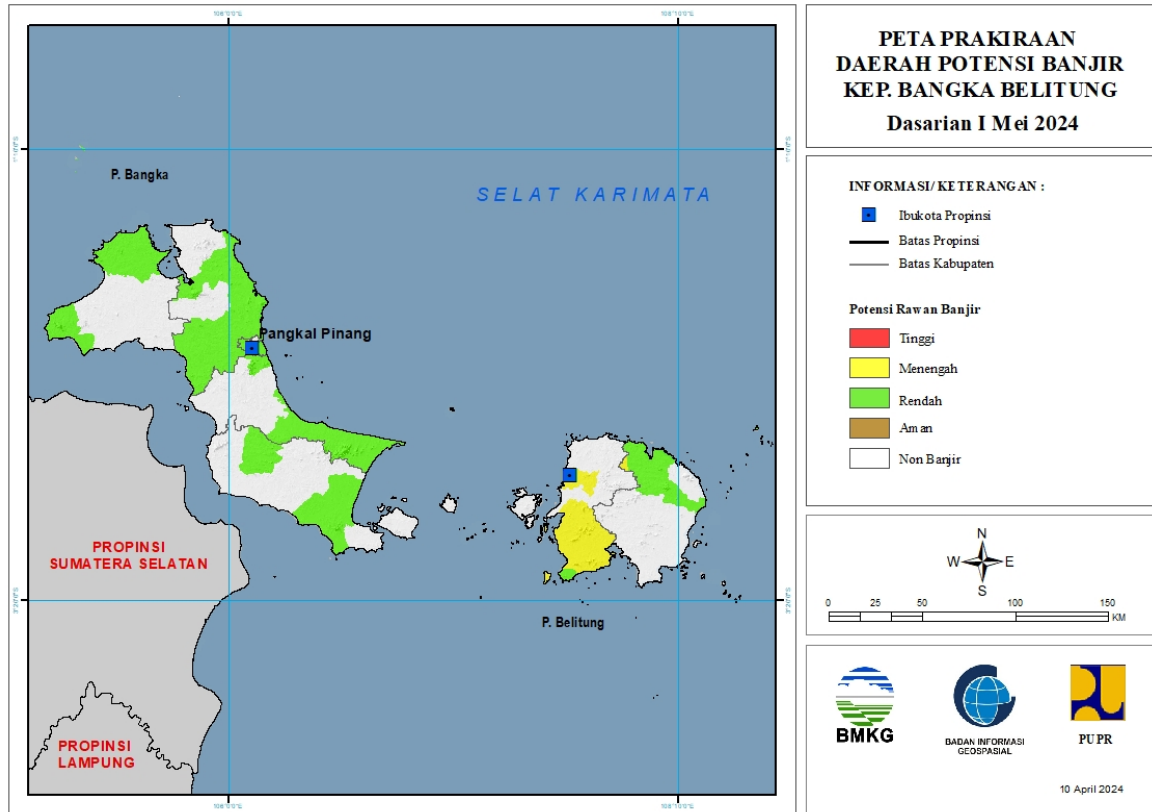 PETA PRAKIRAAN
DAERAH POTENSI BANJIR
KEP. BANGKA BELITUNG
Dasarian I Mei 2024
P. Bangka
SELAT KARIMATA
Pangkal Pinang
PROPINSI
SUMATERA SELATAN
P. Belitung
PROPINSI
LAMPUNG
INFORMASI/ KETERANGAN :
Ibukota Propinsi
Batas Propinsi
Batas Kabupaten
Potensi Rawan Banjir
Tinggi
Menengah
Rendah
Aman
Non Banjir
N
W E
S
0 25 50 100 150
KM
BMKG
BADAN INFORMASI
GEOSPASIAL
PUPR
10 April 2024